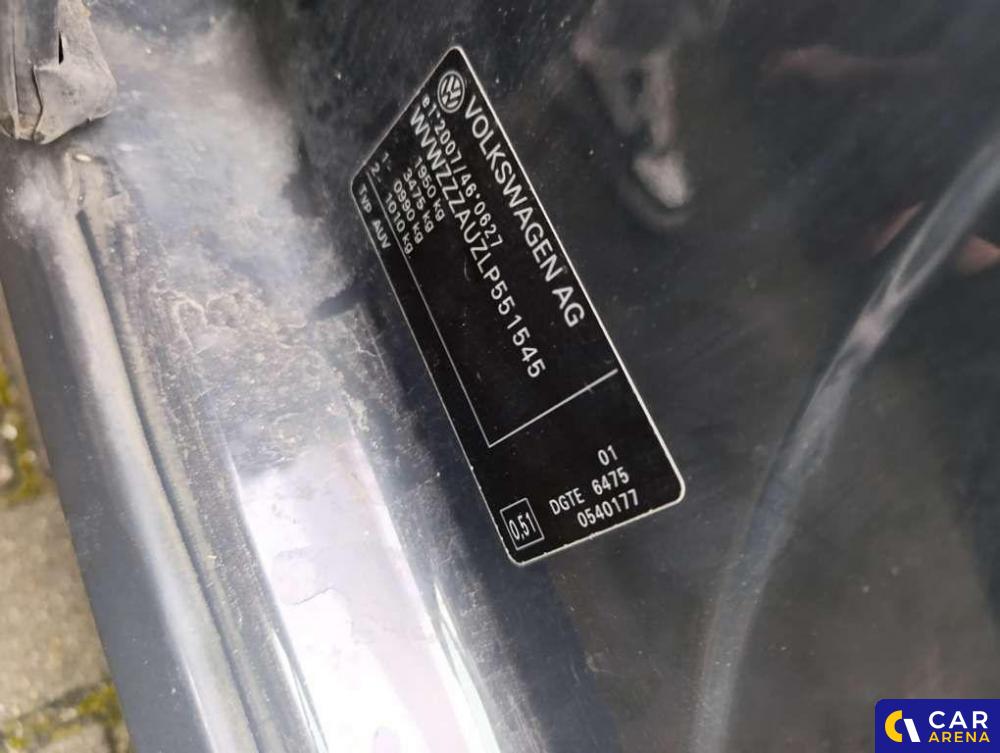 VOLKSWAGEN AG
e1*2007/46*0627
WVWZZZAUZLP551545
1950 kg
3475 kg
1- 0990 kg
2- 1010 kg
Typ AUV
01
DGTE 6475
0,51 0540177
CAR
ARENA